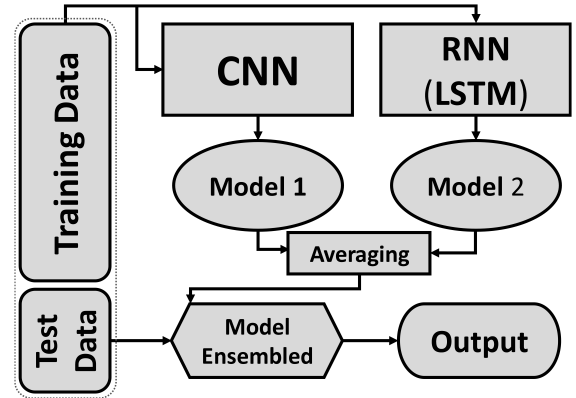 Training Data
CNN
RNN
(LSTM)
Model 1
Model 2
Averaging
Test
Data
Model
Ensembled
Output